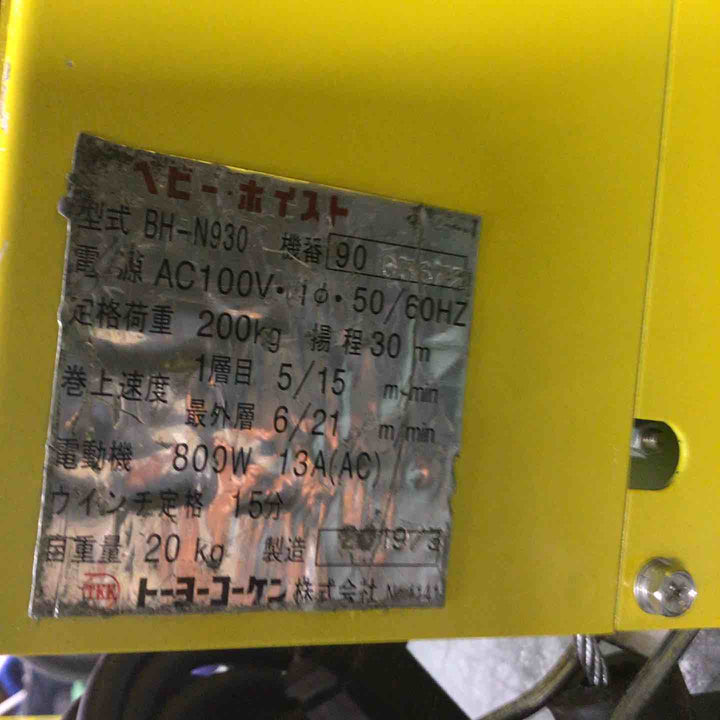 ヘビー・ホイスト
型式 BH-N930 機番 90
電源 AC100V・1φ・50/60HZ
定格荷重 200kg 揚程 30 m
巻上速度 1層目 5/15 m/min
最外層 6/21 m/min
電動機 800W 13A(AC)
ウインチ定格 15分
自重量 20 kg 製造 2019/3
TKK トーヨーコーケン 株式会社